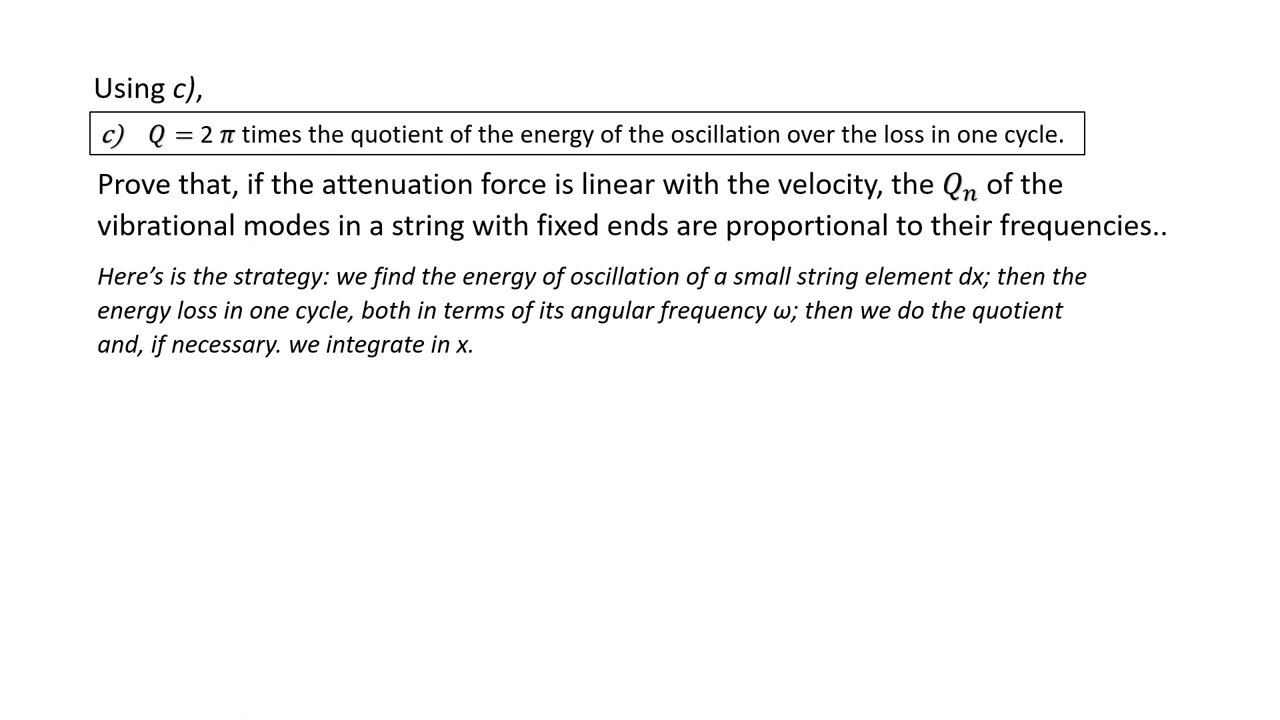 Using c),
c) Q = 2 π times the quotient of the energy of the oscillation over the loss in one cycle.
Prove that, if the attenuation force is linear with the velocity, the Qₙ of the
vibrational modes in a string with fixed ends are proportional to their frequencies..
Here’s is the strategy: we find the energy of oscillation of a small string element dx; then the
energy loss in one cycle, both in terms of its angular frequency ω; then we do the quotient
and, if necessary. we integrate in x.